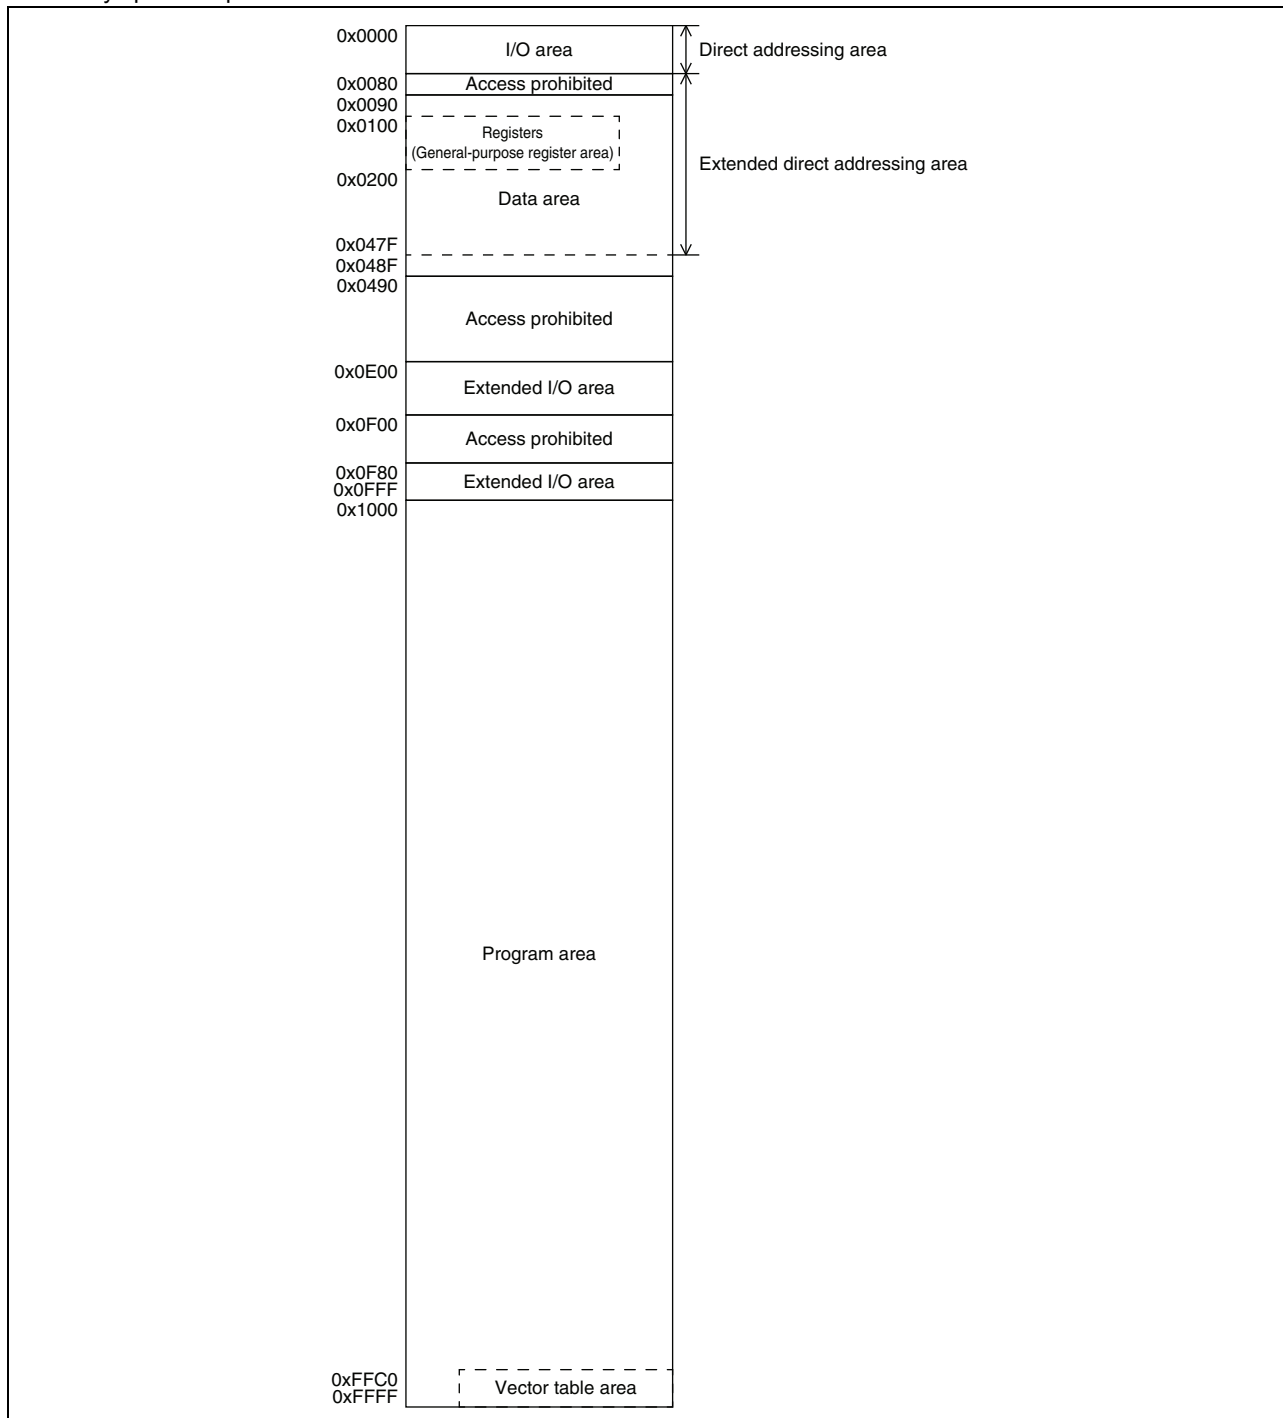 0x0000
I/O area
Direct addressing area
0x0080
Access prohibited
0x0090
0x0100
Registers
(General-purpose register area)
Extended direct addressing area
0x0200
Data area
0x047F
0x048F
0x0490
Access prohibited
0x0E00
Extended I/O area
0x0F00
Access prohibited
0x0F80
Extended I/O area
0x0FFF
0x1000
Program area
0xFFC0
Vector table area
0xFFFF